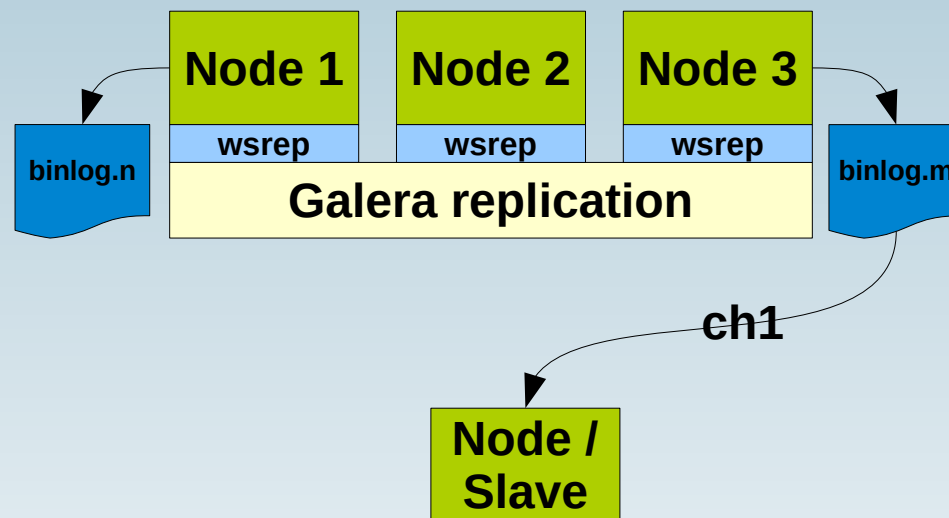 Node 1
Node 2
Node 3
wsrep
wsrep
wsrep
binlog.n
binlog.m
Galera replication
ch1
Node /
Slave